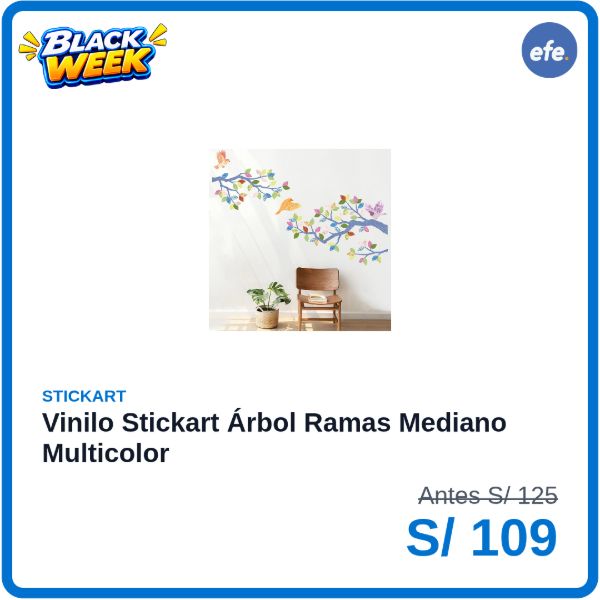 BLACK
WEEK
efe.
STICKART
Vinilo Stickart Árbol Ramas Mediano
Multicolor
Antes S/ 125
S/ 109